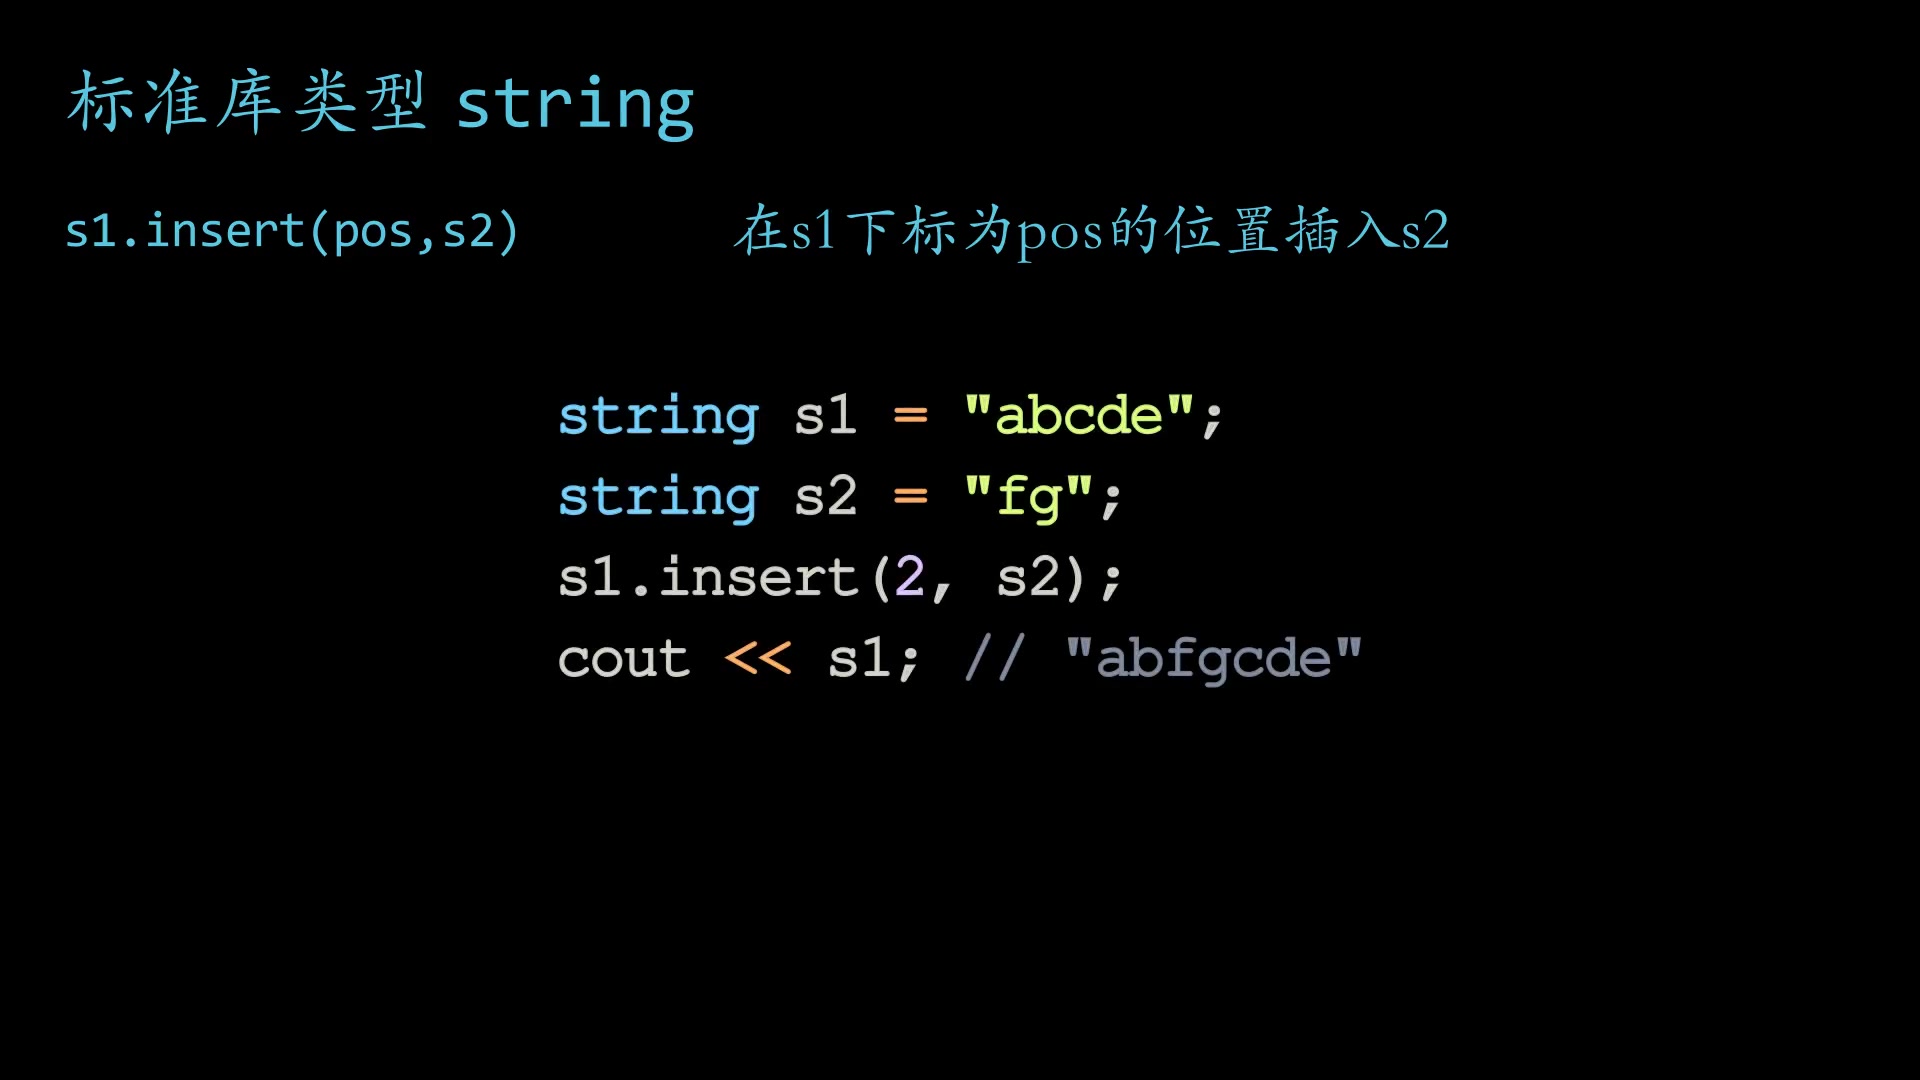 标准库类型 string
s1.insert(pos,s2) 在s1下标为pos的位置插入s2
string s1 = "abcde";
string s2 = "fg";
s1.insert(2, s2);
cout << s1; // "abfgcde"